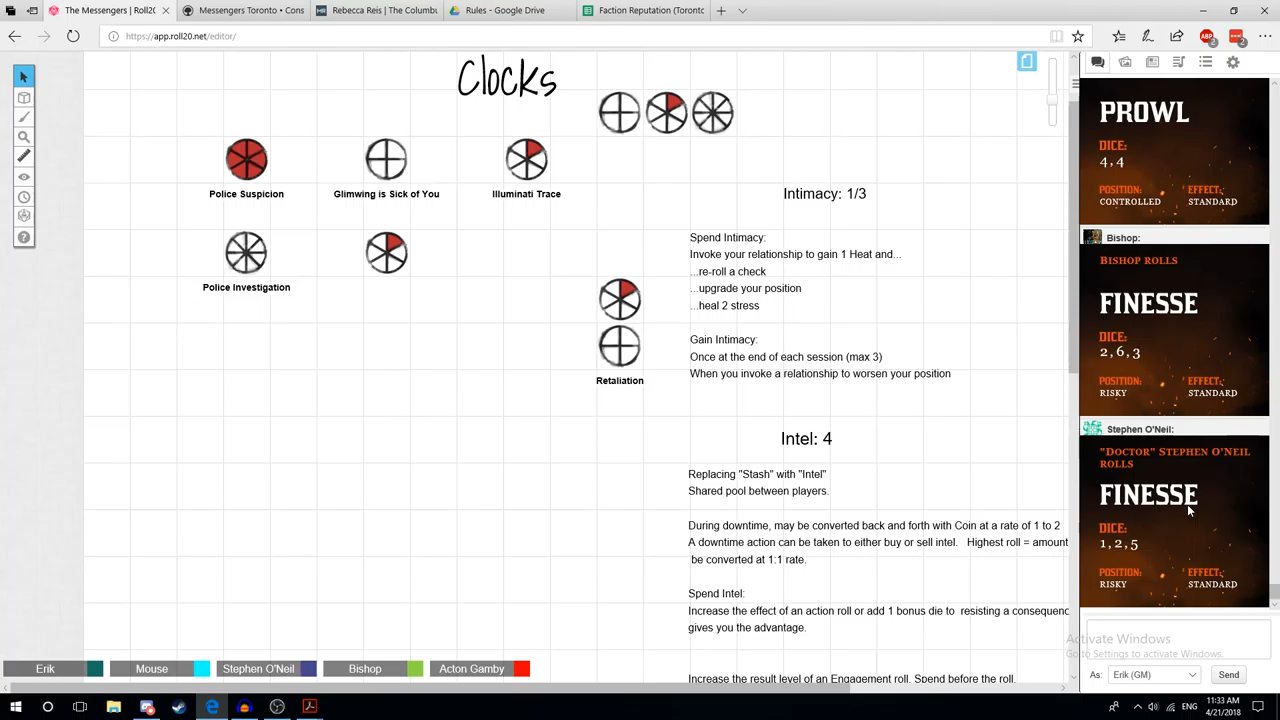 The Messengers | Roll20
Messengers Toronto • Cons
Rebecca Reis | The Columb
Rules - Google Drive
Faction Reputation (Toront
https://app.roll20.net/editor/
ABP
2
2
Clocks
Police Suspicion
Glimwing is Sick of You
Illuminati Trace
Police Investigation
Retaliation
Intimacy: 1/3
Spend Intimacy:
Invoke your relationship to gain 1 Heat and...
...re-roll a check
...upgrade your position
...heal 2 stress
Gain Intimacy:
Once at the end of each session (max 3)
When you invoke a relationship to worsen your position
Intel: 4
Replacing "Stash" with "Intel"
Shared pool between players.
During downtime, may be converted back and forth with Coin at a rate of 1 to 2
A downtime action can be taken to either buy or sell intel. Highest roll = amount
be converted at 1:1 rate.
Spend Intel:
Increase the effect of an action roll or add 1 bonus die to resisting a consequenc
gives you the advantage.
Increase the result level of an Engagement roll. Spend before the roll.
PROWL
DICE:
4,4
POSITION: EFFECT:
CONTROLLED STANDARD
Bishop:
BISHOP ROLLS
FINESSE
DICE:
2,6,3
POSITION: EFFECT:
RISKY STANDARD
Stephen O'Neil:
"DOCTOR" STEPHEN O'NEIL
ROLLS
FINESSE
DICE:
1,2,5
POSITION: EFFECT:
RISKY STANDARD
Activate Windows
Go to Settings to activate Windows.
As: Erik (GM) Send
Erik
Mouse
Stephen O'Neil
Bishop
Acton Gamby
11:33 AM
4/21/2018